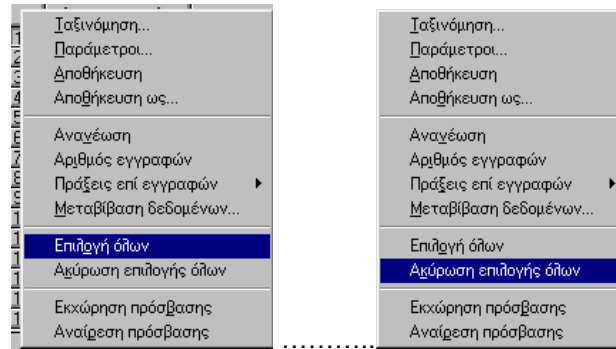 Ταξινόμηση...
Παράμετροι...
Αποθήκευση
Αποθήκευση ως...
Ανανέωση
Αριθμός εγγραφών
Πράξεις επί εγγραφών
Μεταβίβαση δεδομένων...
Επιλογή όλων
Ακύρωση επιλογής όλων
Εκχώρηση πρόσβασης
Αναίρεση πρόσβασης
...........
Ταξινόμηση...
Παράμετροι...
Αποθήκευση
Αποθήκευση ως...
Ανανέωση
Αριθμός εγγραφών
Πράξεις επί εγγραφών
Μεταβίβαση δεδομένων...
Επιλογή όλων
Ακύρωση επιλογής όλων
Εκχώρηση πρόσβασης
Αναίρεση πρόσβασης